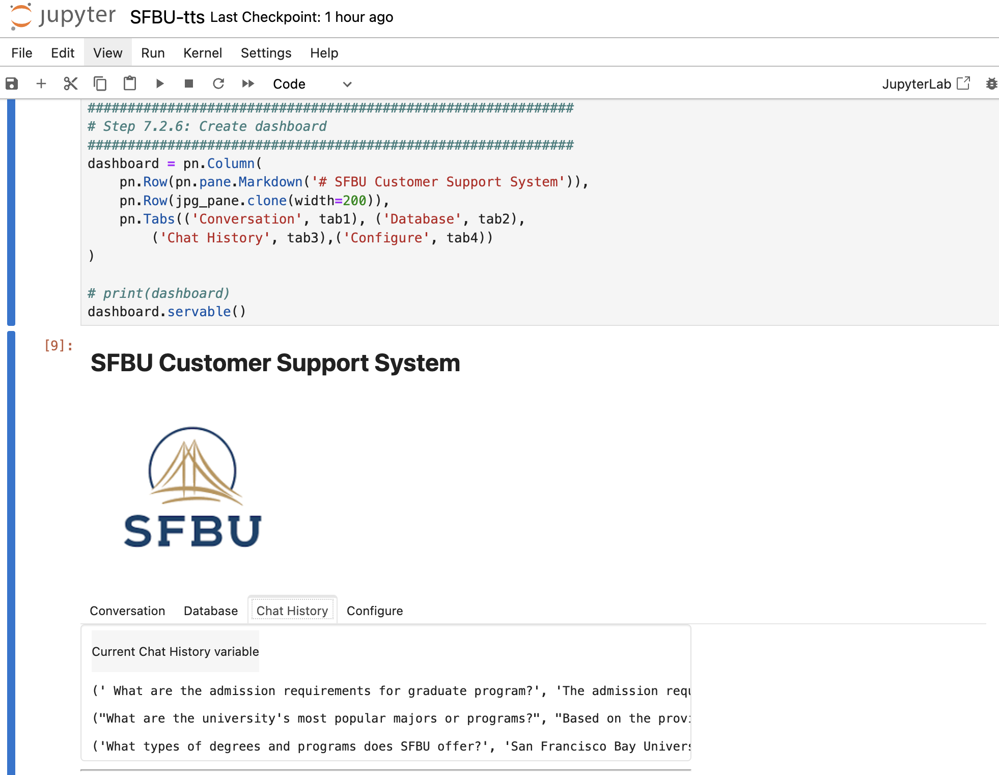 jupyter SFBU-tts Last Checkpoint: 1 hour ago
File Edit View Run Kernel Settings Help
Code JupyterLab
#############################################################
# Step 7.2.6: Create dashboard
#############################################################
dashboard = pn.Column(
    pn.Row(pn.pane.Markdown('# SFBU Customer Support System')),
    pn.Row(jpg_pane.clone(width=200)),
    pn.Tabs(('Conversation', tab1), ('Database', tab2),
        ('Chat History', tab3),('Configure', tab4))
)
# print(dashboard)
dashboard.servable()
[9]:
SFBU Customer Support System
SFBU
Conversation Database Chat History Configure
Current Chat History variable
(' What are the admission requirements for graduate program?', 'The admission requ
("What are the university's most popular majors or programs?", "Based on the provi
('What types of degrees and programs does SFBU offer?', 'San Francisco Bay Univers